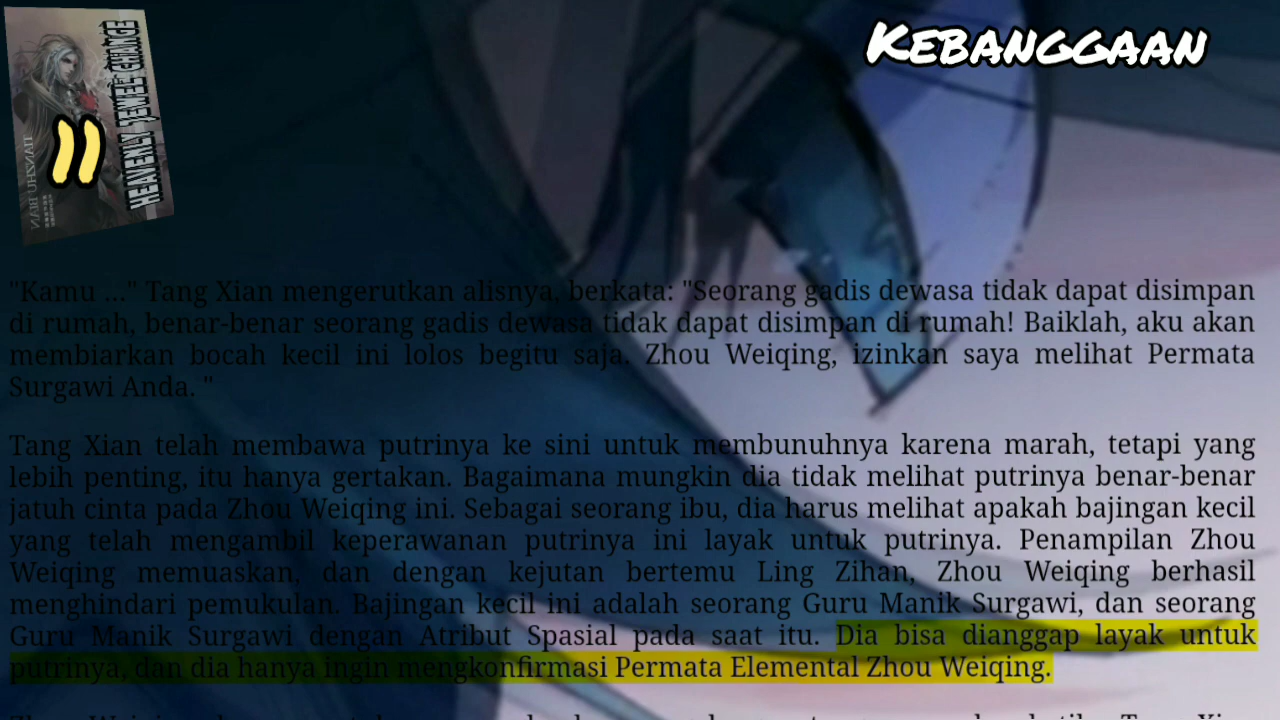 KEBANGGAAN
HEAVENLY JEWEL CHANGE
11
"Kamu ..." Tang Xian mengerutkan alisnya, berkata: "Seorang gadis dewasa tidak dapat disimpan
di rumah, benar-benar seorang gadis dewasa tidak dapat disimpan di rumah! Baiklah, aku akan
membiarkan bocah kecil ini lolos begitu saja. Zhou Weiqing, izinkan saya melihat Permata
Surgawi Anda. "
Tang Xian telah membawa putrinya ke sini untuk membunuhnya karena marah, tetapi yang
lebih penting, itu hanya gertakan. Bagaimana mungkin dia tidak melihat putrinya benar-benar
jatuh cinta pada Zhou Weiqing ini. Sebagai seorang ibu, dia harus melihat apakah bajingan kecil
yang telah mengambil keperawanan putrinya ini layak untuk putrinya. Penampilan Zhou
Weiqing memuaskan, dan dengan kejutan bertemu Ling Zihan, Zhou Weiqing berhasil
menghindari pemukulan. Bajingan kecil ini adalah seorang Guru Manik Surgawi, dan seorang
Guru Manik Surgawi dengan Atribut Spasial pada saat itu. Dia bisa dianggap layak untuk
putrinya, dan dia hanya ingin mengkonfirmasi Permata Elemental Zhou Weiqing.